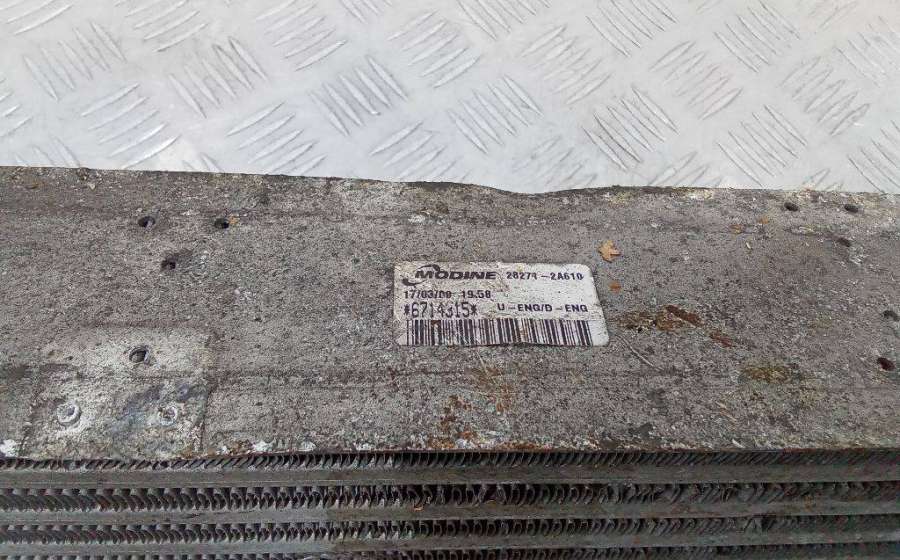 MODINE 28271-2A610
17/03/08 19.58
*6714315* U-ENG/D-ENG